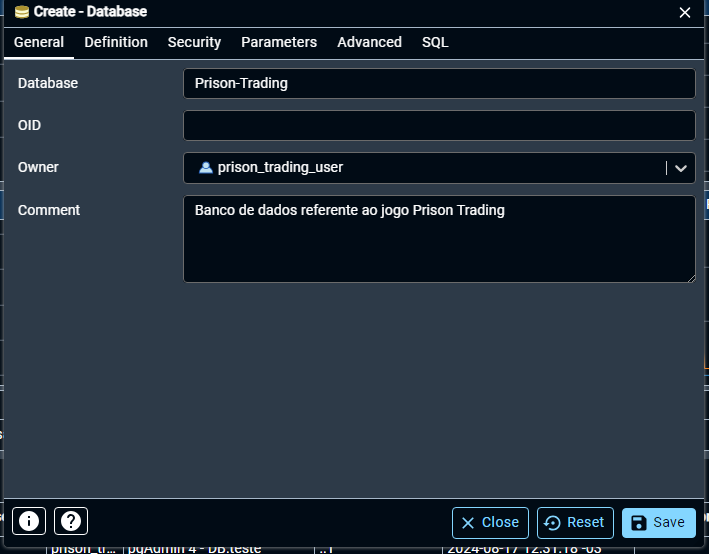 Create - Database
General Definition Security Parameters Advanced SQL
Database Prison-Trading
OID
Owner prison_trading_user
Comment Banco de dados referente ao jogo Prison Trading
Close Reset Save
prison_tr... pgAdmin 4 - DB:teste ::1 2024-08-17 12:31:18 -03